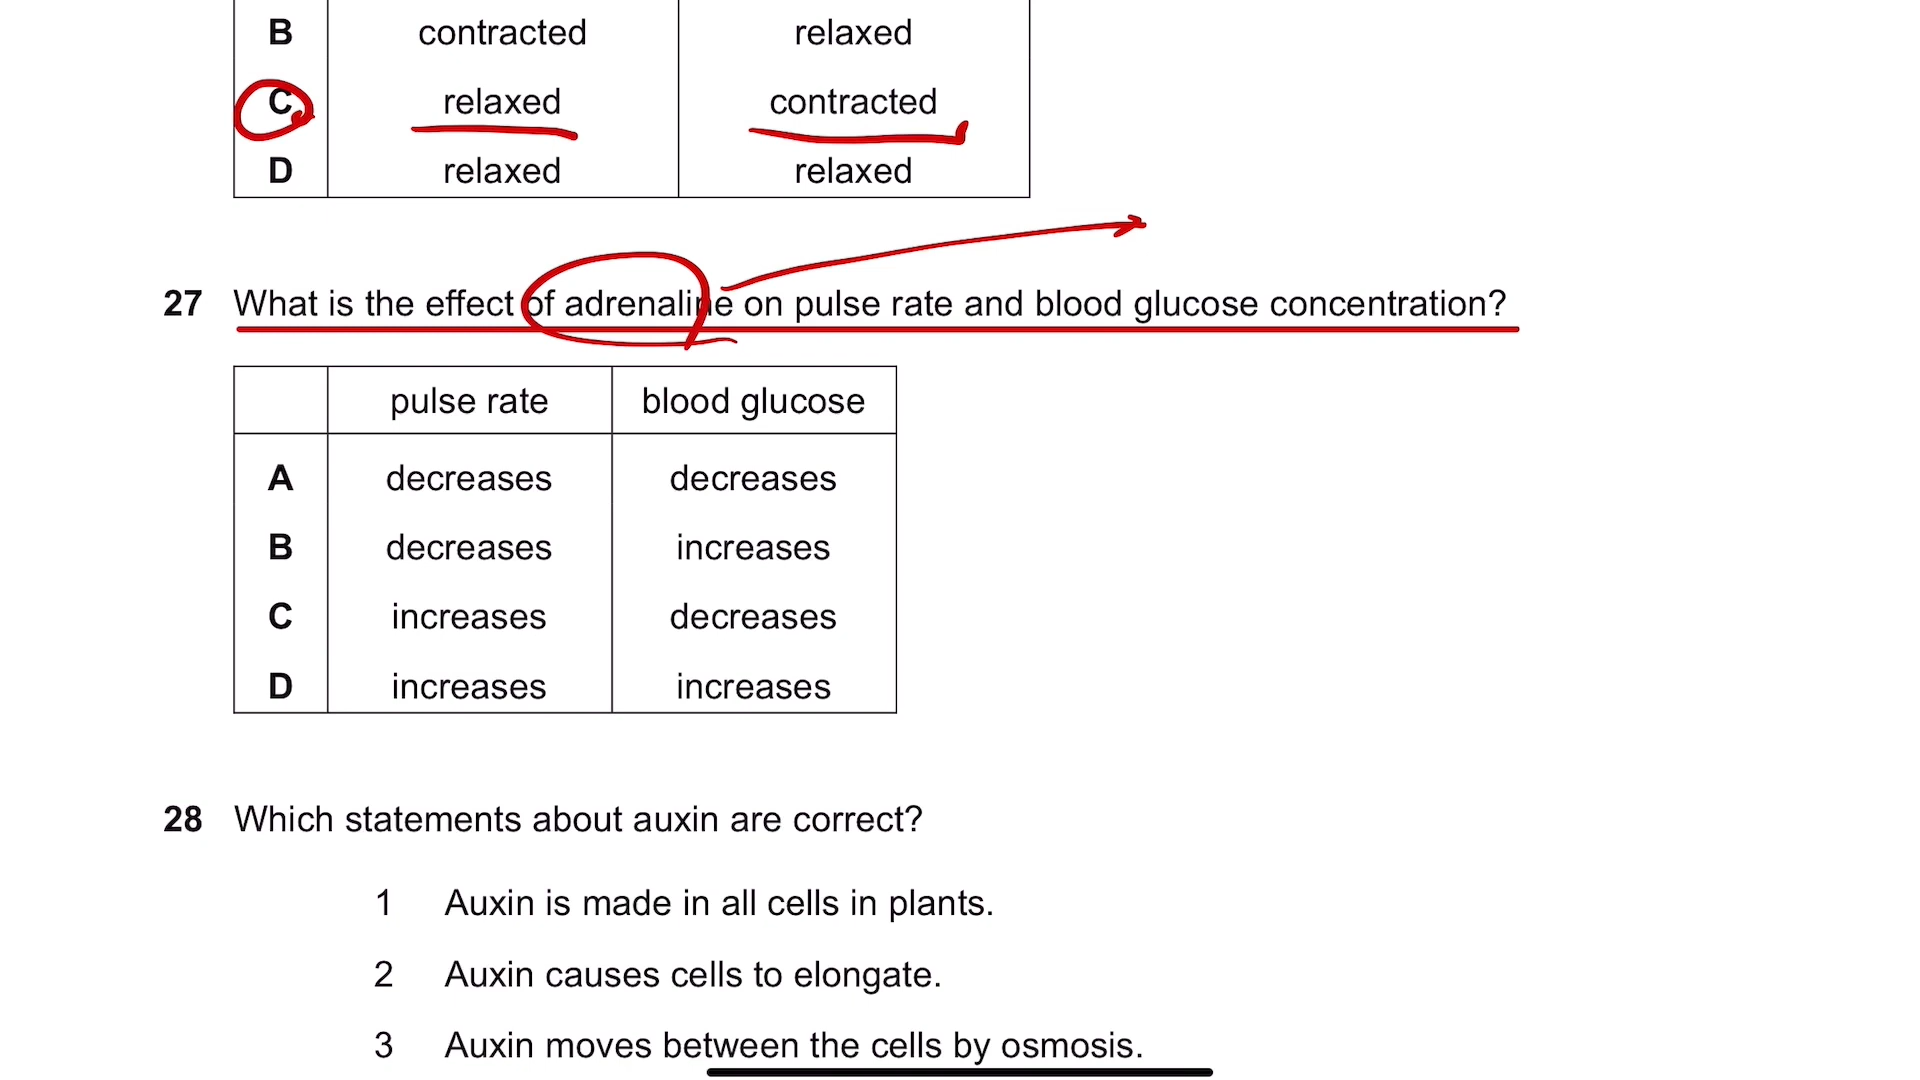 B contracted relaxed
C relaxed contracted
D relaxed relaxed
27 What is the effect of adrenaline on pulse rate and blood glucose concentration?
pulse rate blood glucose
A decreases decreases
B decreases increases
C increases decreases
D increases increases
28 Which statements about auxin are correct?
1 Auxin is made in all cells in plants.
2 Auxin causes cells to elongate.
3 Auxin moves between the cells by osmosis.